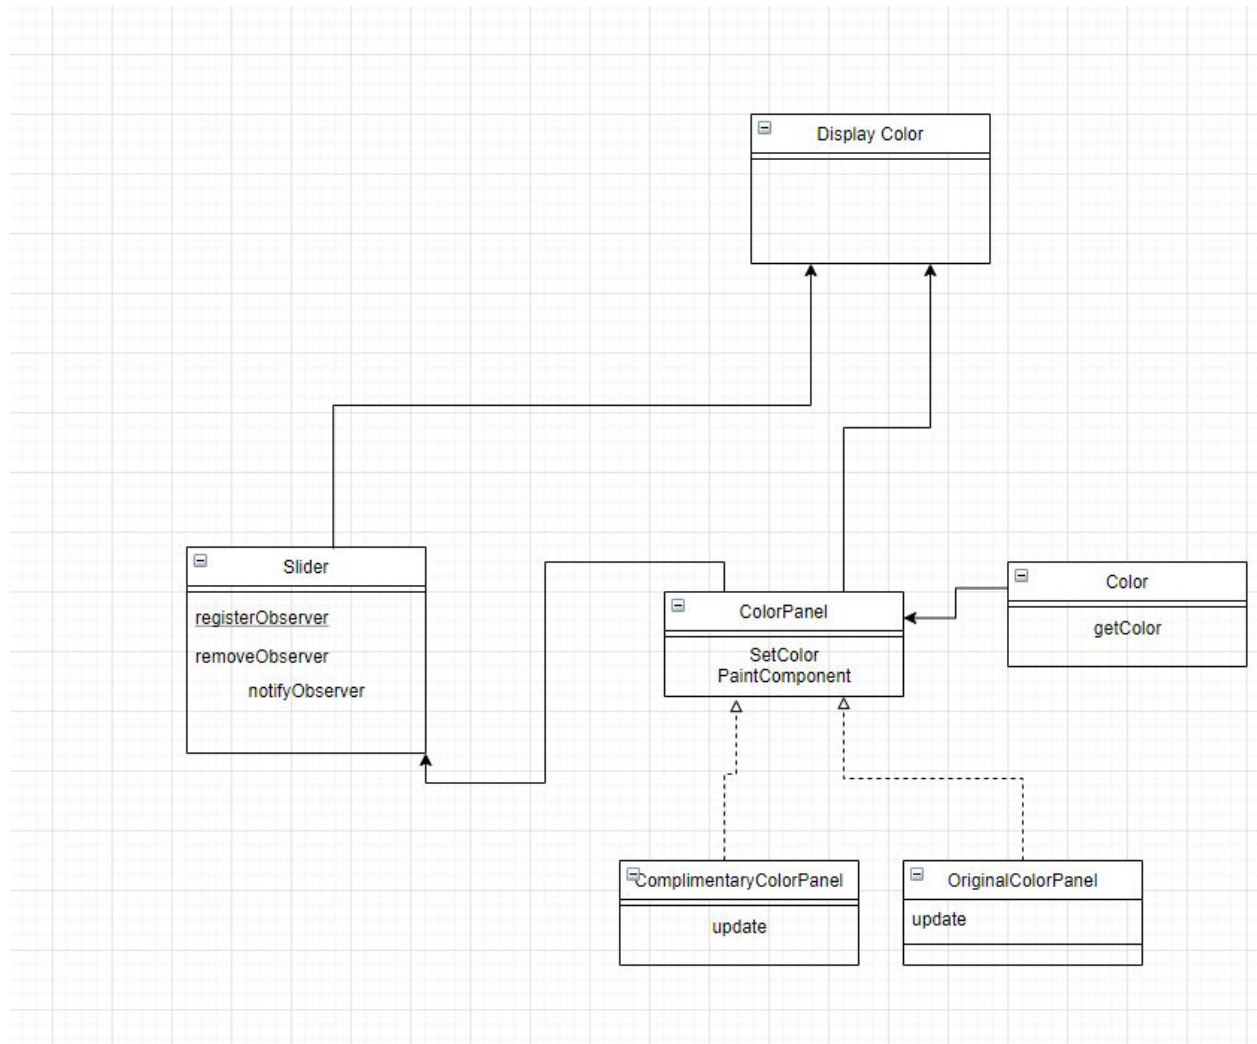 Display Color
Slider
registerObserver
removeObserver
notifyObserver
ColorPanel
SetColor
PaintComponent
Color
getColor
ComplimentaryColorPanel
update
OriginalColorPanel
update